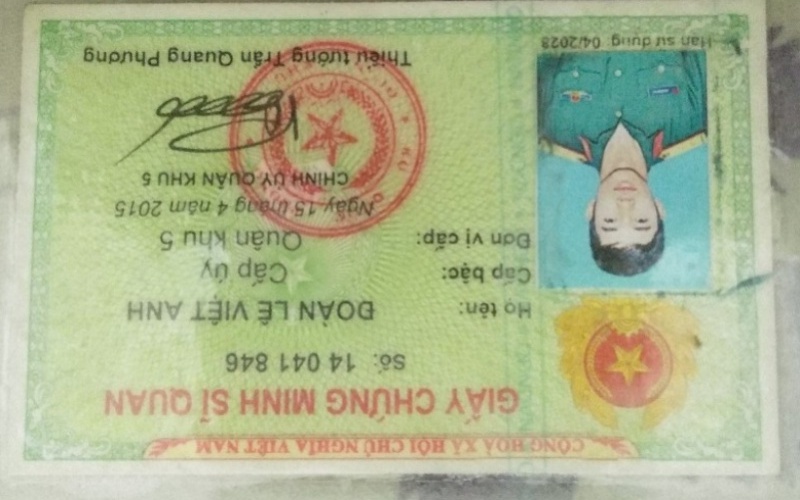 CỘNG HOÀ XÃ HỘI CHỦ NGHĨA VIỆT NAM
GIẤY CHỨNG MINH SĨ QUAN
Số: 14 041 846
Họ tên: ĐOÀN LÊ VIỆT ANH
Cấp bậc: Cấp úy
Đơn vị cấp: Quân khu 5
Ngày 15 tháng 4 năm 2015
CHÍNH ỦY QUÂN KHU 5
Thiếu tướng Trần Quang Phương
Hạn sử dụng 04/2028